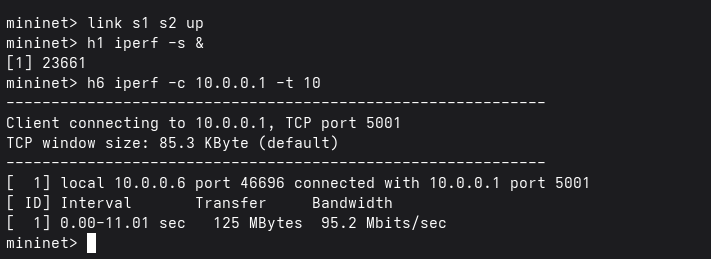 mininet> link s1 s2 up
mininet> h1 iperf -s &
[1] 23661
mininet> h6 iperf -c 10.0.0.1 -t 10
------------------------------------------------------------
Client connecting to 10.0.0.1, TCP port 5001
TCP window size: 85.3 KByte (default)
------------------------------------------------------------
[  1] local 10.0.0.6 port 46696 connected with 10.0.0.1 port 5001
[ ID] Interval       Transfer     Bandwidth
[  1] 0.00-11.01 sec   125 MBytes  95.2 Mbits/sec
mininet>